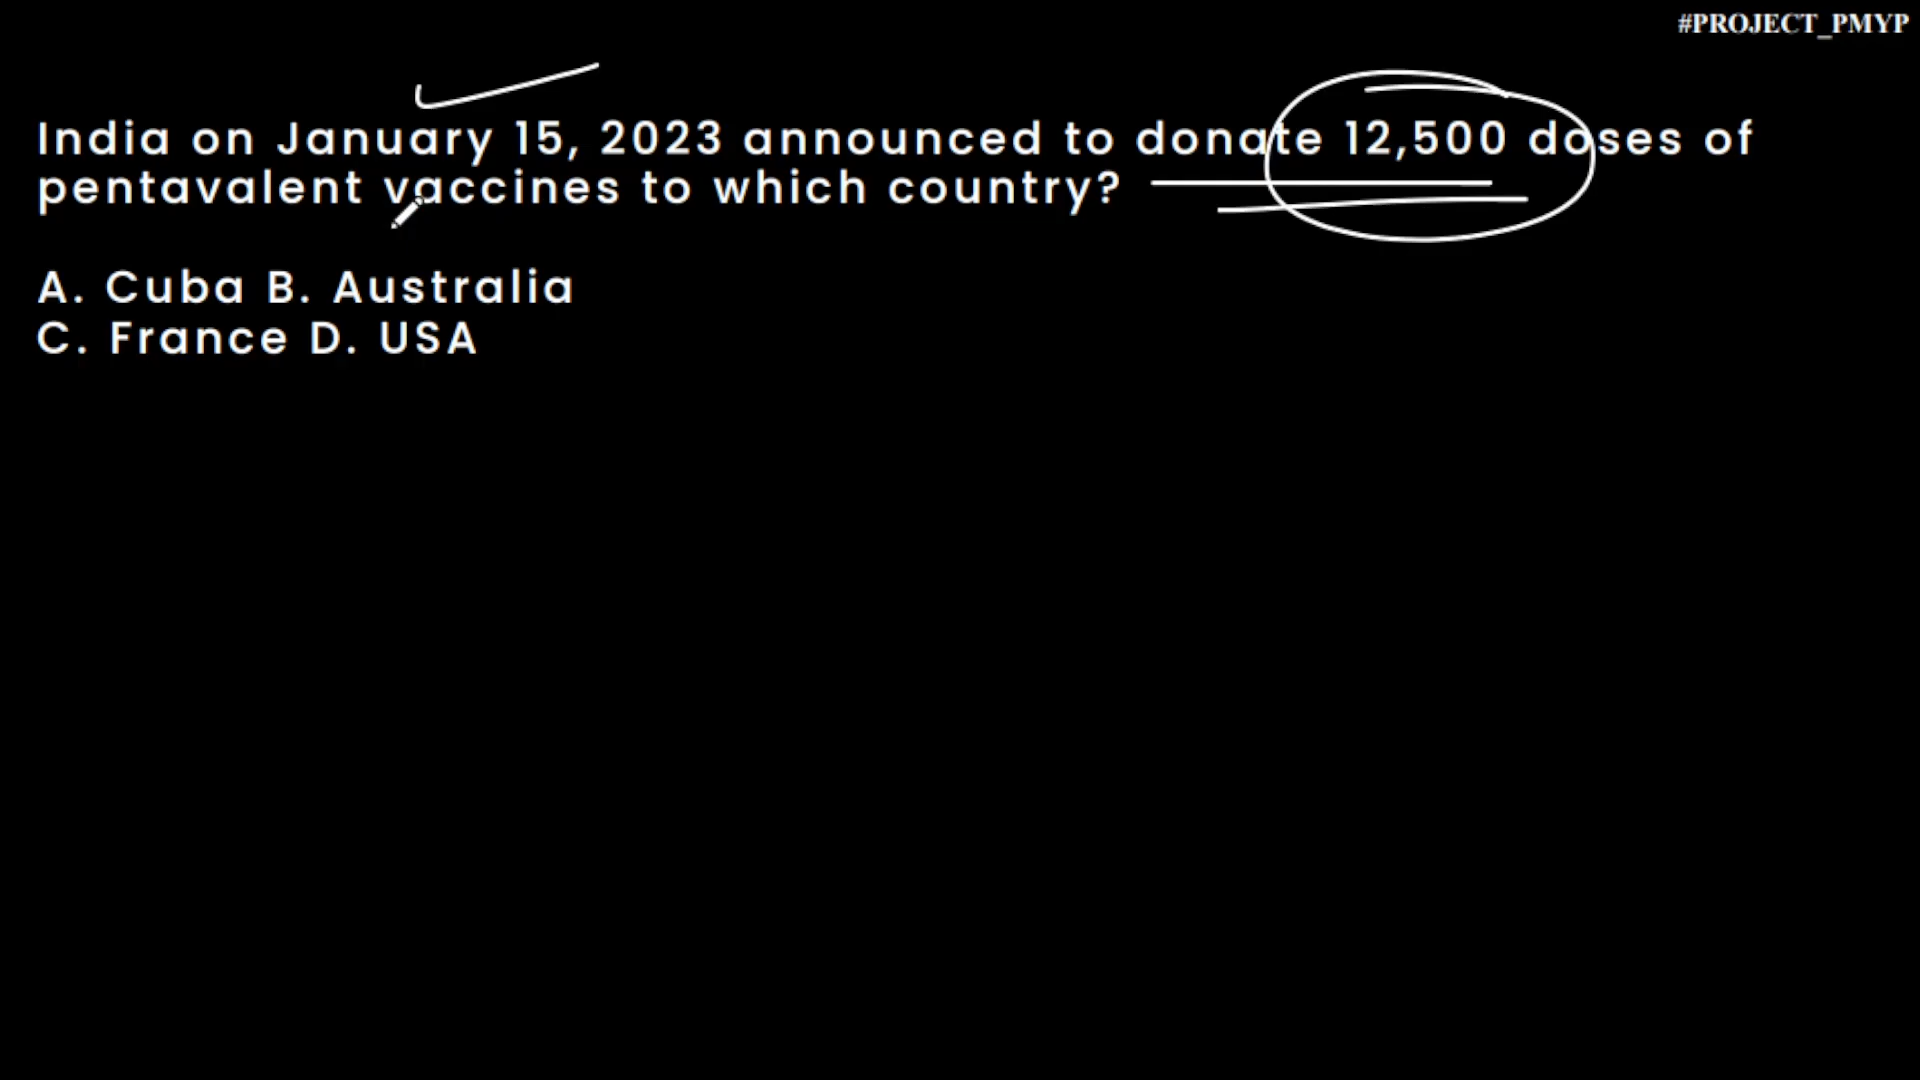 #PROJECT_PMYP
India on January 15, 2023 announced to donate 12,500 doses of
pentavalent vaccines to which country?
A. Cuba B. Australia
C. France D. USA